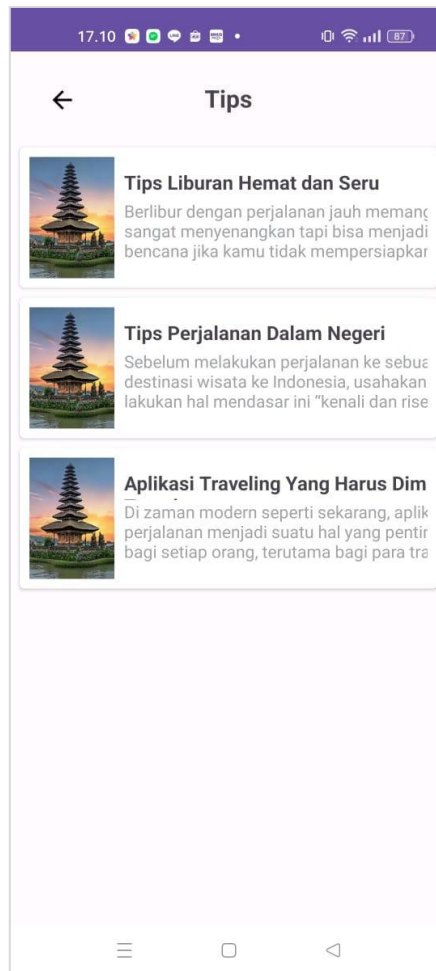 17.10
87
Tips
Tips Liburan Hemat dan Seru
Berlibur dengan perjalanan jauh memang
sangat menyenangkan tapi bisa menjadi
bencana jika kamu tidak mempersiapkan
Tips Perjalanan Dalam Negeri
Sebelum melakukan perjalanan ke sebua
destinasi wisata ke Indonesia, usahakan
lakukan hal mendasar ini "kenali dan rise
Aplikasi Traveling Yang Harus Dim
Di zaman modern seperti sekarang, aplik
perjalanan menjadi suatu hal yang pentin
bagi setiap orang, terutama bagi para tra